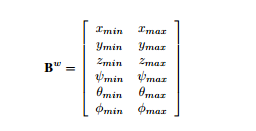 x_min x_max
y_min y_max
z_min z_max
B^w = ψ_min ψ_max
θ_min θ_max
ϕ_min ϕ_max